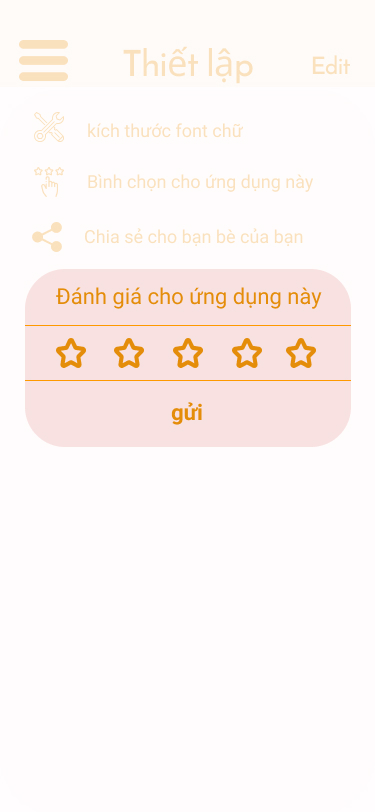 Thiết lập
Edit
kích thước font chữ
Bình chọn cho ứng dụng này
Chia sẻ cho bạn bè của bạn
Đánh giá cho ứng dụng này
gửi